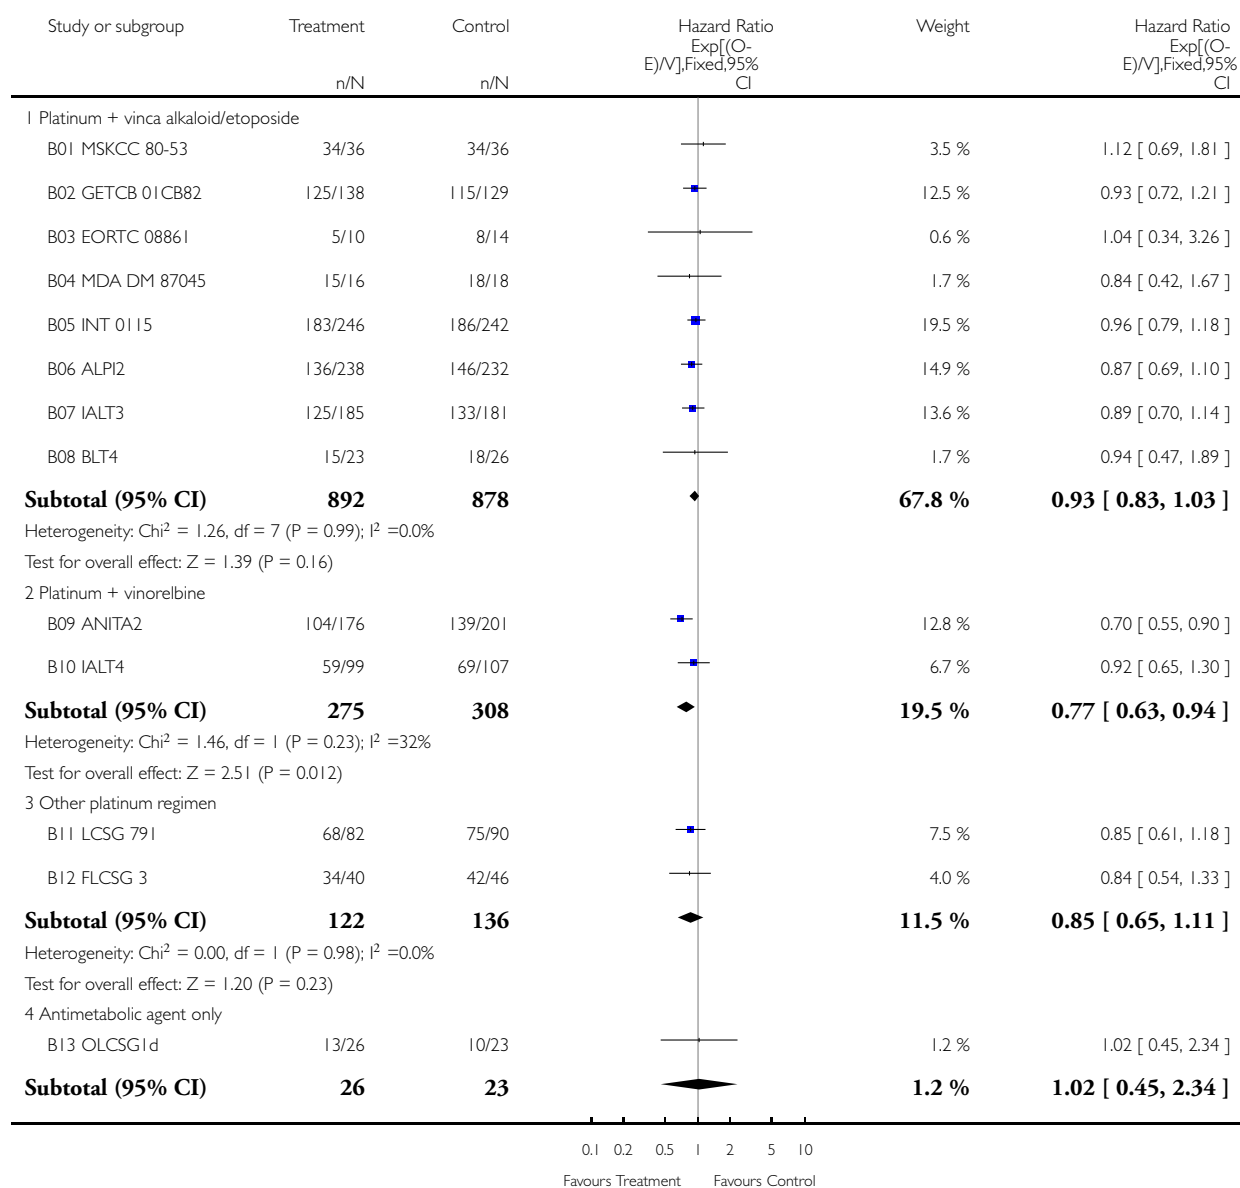 Study or subgroup Treatment Control Hazard Ratio Weight Hazard Ratio
Exp[(O- Exp[(O-
E)/V],Fixed,95% E)/V],Fixed,95%
n/N n/N CI CI
1 Platinum + vinca alkaloid/etoposide
B01 MSKCC 80-53 34/36 34/36 3.5 % 1.12 [ 0.69, 1.81 ]
B02 GETCB 01CB82 125/138 115/129 12.5 % 0.93 [ 0.72, 1.21 ]
B03 EORTC 08861 5/10 8/14 0.6 % 1.04 [ 0.34, 3.26 ]
B04 MDA DM 87045 15/16 18/18 1.7 % 0.84 [ 0.42, 1.67 ]
B05 INT 0115 183/246 186/242 19.5 % 0.96 [ 0.79, 1.18 ]
B06 ALPI2 136/238 146/232 14.9 % 0.87 [ 0.69, 1.10 ]
B07 IALT3 125/185 133/181 13.6 % 0.89 [ 0.70, 1.14 ]
B08 BLT4 15/23 18/26 1.7 % 0.94 [ 0.47, 1.89 ]
Subtotal (95% CI) 892 878 67.8 % 0.93 [ 0.83, 1.03 ]
Heterogeneity: Chi² = 1.26, df = 7 (P = 0.99); I² =0.0%
Test for overall effect: Z = 1.39 (P = 0.16)
2 Platinum + vinorelbine
B09 ANITA2 104/176 139/201 12.8 % 0.70 [ 0.55, 0.90 ]
B10 IALT4 59/99 69/107 6.7 % 0.92 [ 0.65, 1.30 ]
Subtotal (95% CI) 275 308 19.5 % 0.77 [ 0.63, 0.94 ]
Heterogeneity: Chi² = 1.46, df = 1 (P = 0.23); I² =32%
Test for overall effect: Z = 2.51 (P = 0.012)
3 Other platinum regimen
B11 LCSG 791 68/82 75/90 7.5 % 0.85 [ 0.61, 1.18 ]
B12 FLCSG 3 34/40 42/46 4.0 % 0.84 [ 0.54, 1.33 ]
Subtotal (95% CI) 122 136 11.5 % 0.85 [ 0.65, 1.11 ]
Heterogeneity: Chi² = 0.00, df = 1 (P = 0.98); I² =0.0%
Test for overall effect: Z = 1.20 (P = 0.23)
4 Antimetabolic agent only
B13 OLCSG1d 13/26 10/23 1.2 % 1.02 [ 0.45, 2.34 ]
Subtotal (95% CI) 26 23 1.2 % 1.02 [ 0.45, 2.34 ]
0.1 0.2 0.5 1 2 5 10
Favours Treatment Favours Control